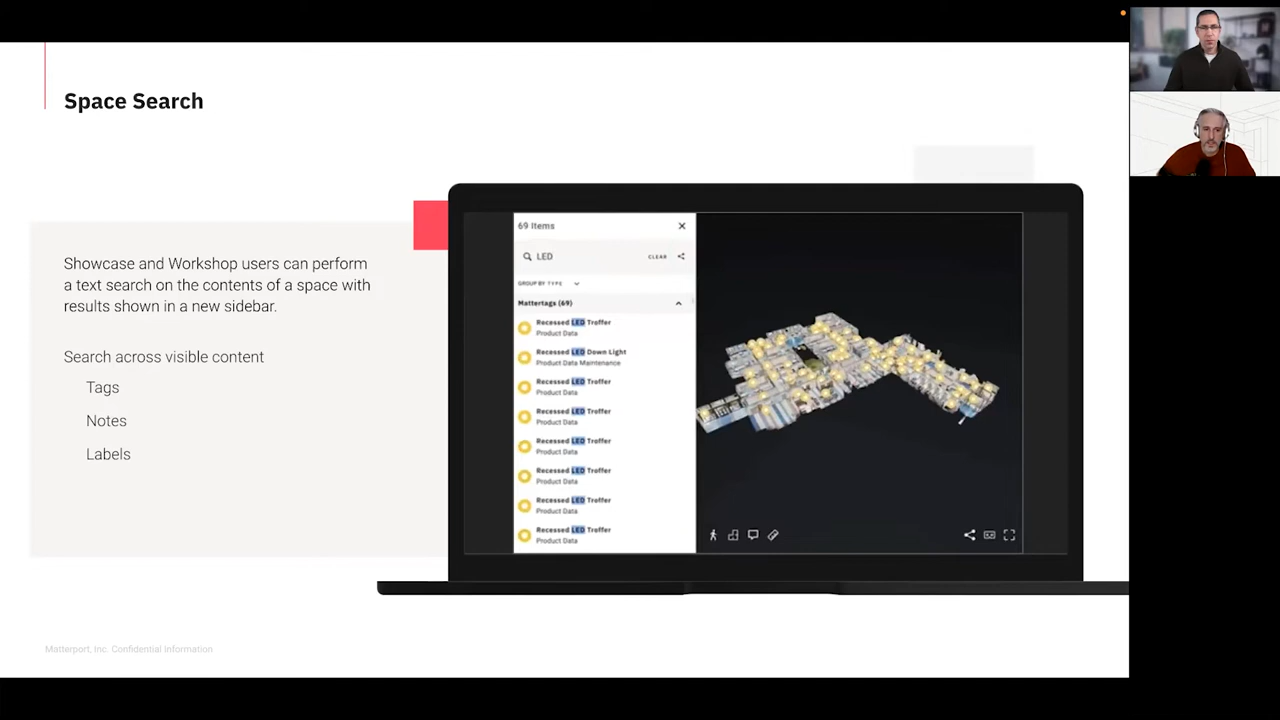 Space Search
Showcase and Workshop users can perform
a text search on the contents of a space with
results shown in a new sidebar.
Search across visible content
Tags
Notes
Labels
69 Items
LED
CLEAR
GROUP BY TYPE
Mattertags (69)
Recessed LED Troffer
Product Data
Recessed LED Down Light
Product Data Maintenance
Recessed LED Troffer
Product Data
Recessed LED Troffer
Product Data
Recessed LED Troffer
Product Data
Recessed LED Troffer
Product Data
Recessed LED Troffer
Product Data
Recessed LED Troffer
Product Data
Matterport, Inc. Confidential Information